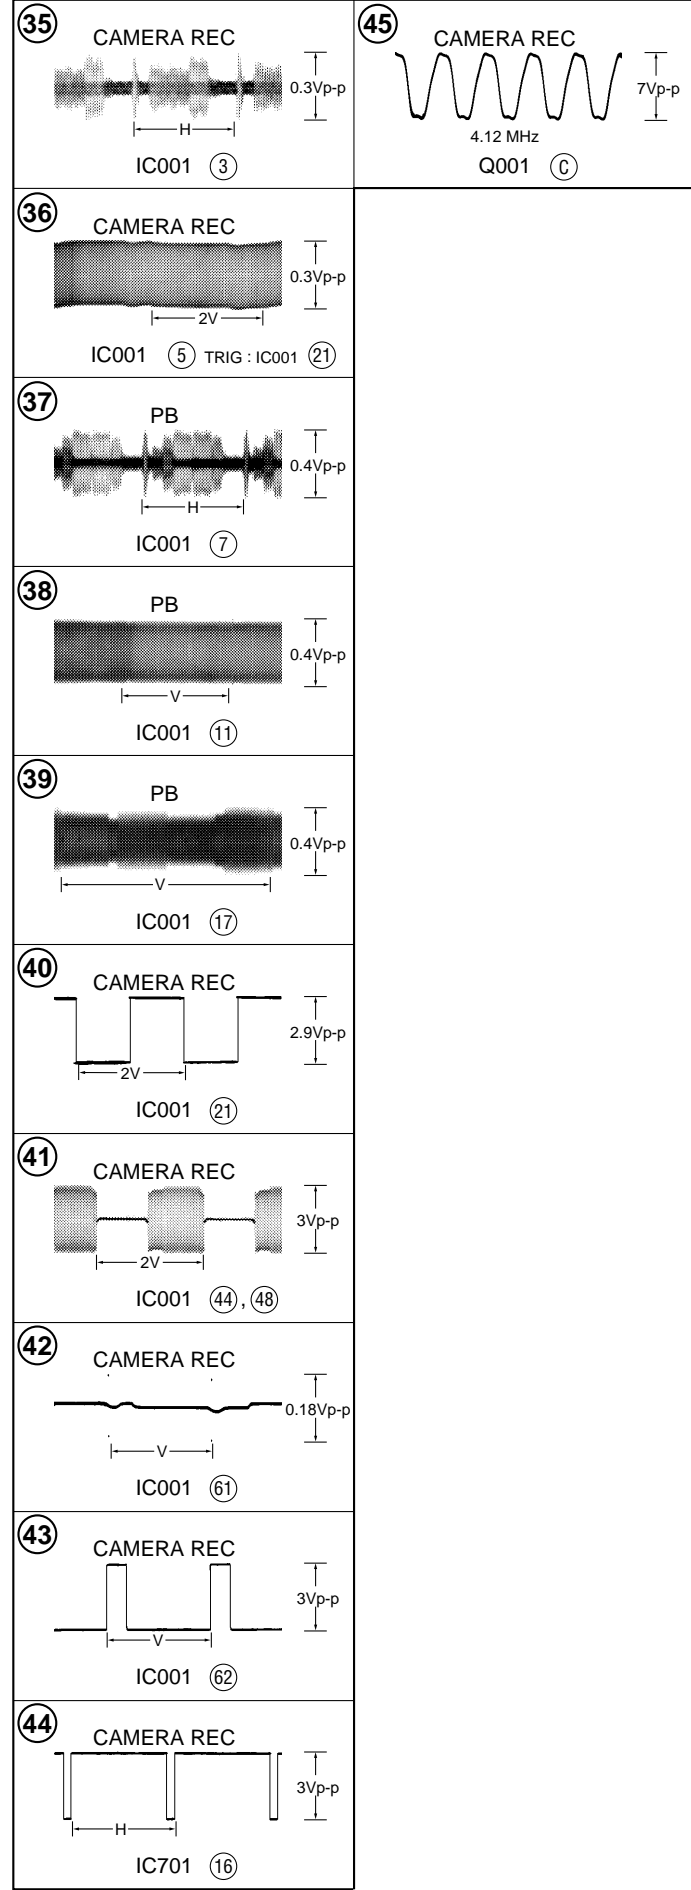 35
CAMERA REC
0.3Vp-p
H
IC001 3
36
CAMERA REC
0.3Vp-p
2V
IC001 5 TRIG : IC001 21
37
PB
0.4Vp-p
H
IC001 7
38
PB
0.4Vp-p
V
IC001 11
39
PB
0.4Vp-p
V
IC001 17
40
CAMERA REC
2.9Vp-p
2V
IC001 21
41
CAMERA REC
3Vp-p
2V
IC001 44 , 48
42
CAMERA REC
0.18Vp-p
V
IC001 61
43
CAMERA REC
3Vp-p
V
IC001 62
44
CAMERA REC
3Vp-p
H
IC701 16
45
CAMERA REC
7Vp-p
4.12 MHz
Q001 C